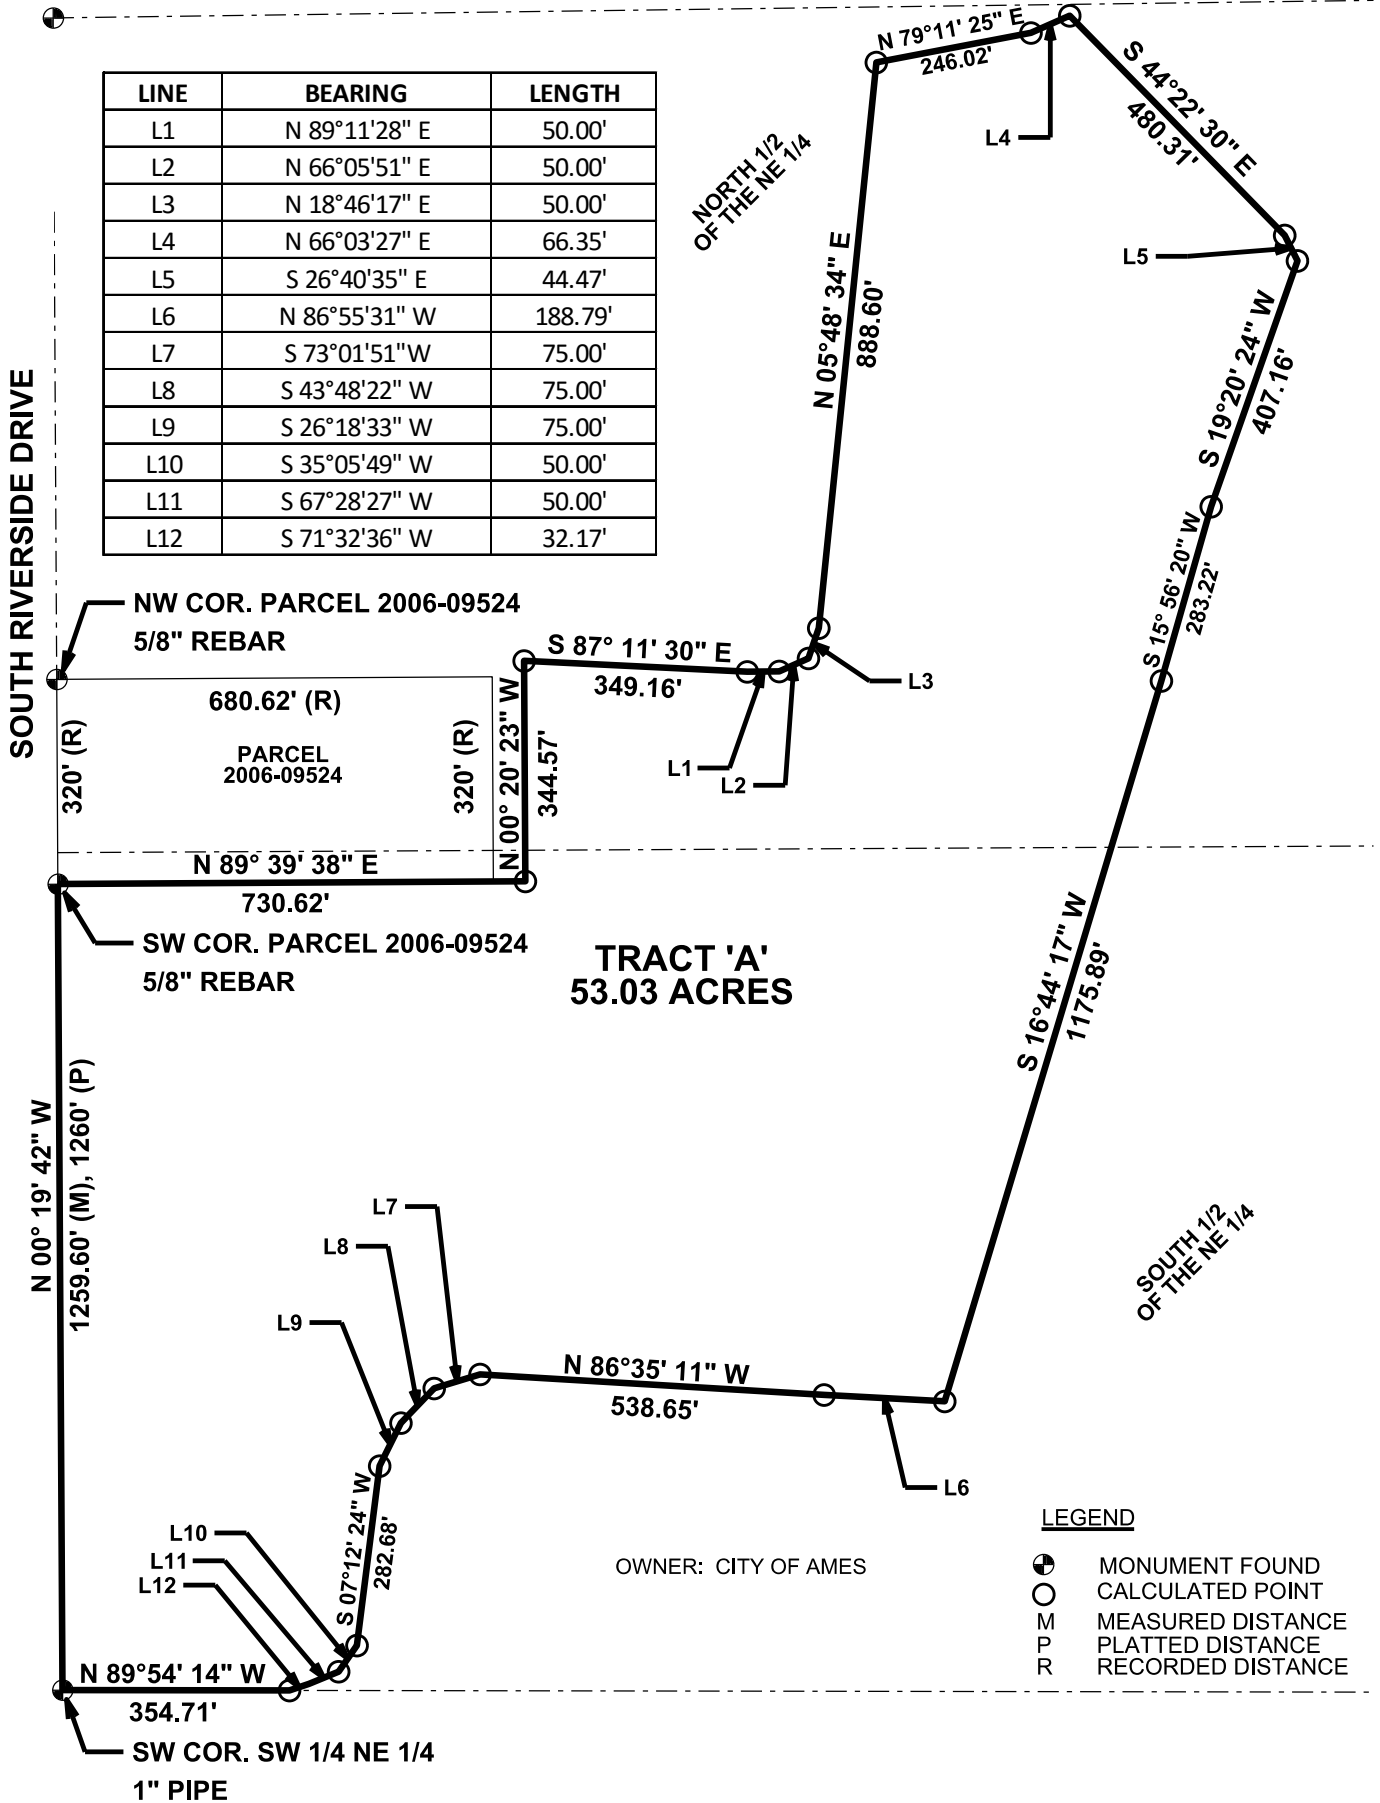 N 79°11' 25" E
246.02'
S 44°22' 30" E
480.31'
L4
LINE BEARING LENGTH
L1 N 89°11'28" E 50.00'
L2 N 66°05'51" E 50.00'
L3 N 18°46'17" E 50.00'
L4 N 66°03'27" E 66.35'
L5 S 26°40'35" E 44.47'
L6 N 86°55'31" W 188.79'
L7 S 73°01'51"W 75.00'
L8 S 43°48'22" W 75.00'
L9 S 26°18'33" W 75.00'
L10 S 35°05'49" W 50.00'
L11 S 67°28'27" W 50.00'
L12 S 71°32'36" W 32.17'
NORTH 1/2
OF THE NE 1/4
L5
N 05°48' 34" E
888.60'
S 19°20' 24" W
407.16'
SOUTH RIVERSIDE DRIVE
S 15° 56' 20" W
283.22'
NW COR. PARCEL 2006-09524
5/8" REBAR
S 87° 11' 30" E
349.16'
L3
680.62' (R)
320' (R)
PARCEL
2006-09524
320' (R)
N 00° 20' 23" W
344.57'
L1
L2
N 89° 39' 38" E
730.62'
SW COR. PARCEL 2006-09524
5/8" REBAR
TRACT 'A'
53.03 ACRES
S 16°44' 17" W
1175.89'
N 00° 19' 42" W
1259.60' (M), 1260' (P)
L7
L8
L9
SOUTH 1/2
OF THE NE 1/4
N 86°35' 11" W
538.65'
L6
S 07°12' 24" W
282.68'
L10
L11
L12
OWNER: CITY OF AMES
LEGEND
MONUMENT FOUND
CALCULATED POINT
M MEASURED DISTANCE
P PLATTED DISTANCE
R RECORDED DISTANCE
N 89°54' 14" W
354.71'
SW COR. SW 1/4 NE 1/4
1" PIPE